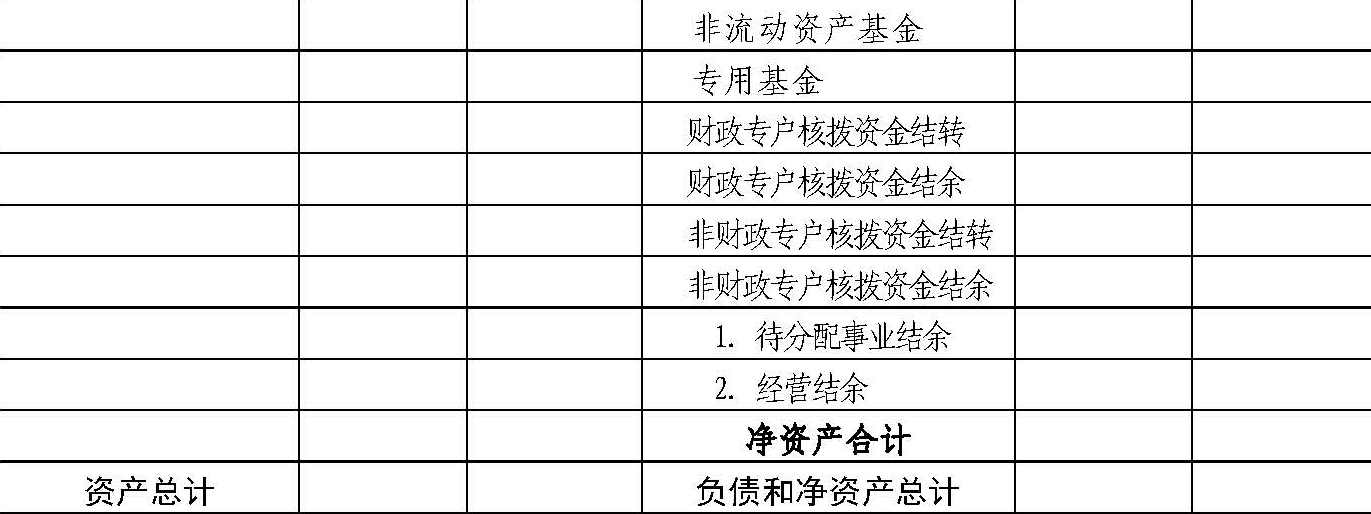 非流动资产基金
专用基金
财政专户核拨资金结转
财政专户核拨资金结余
非财政专户核拨资金结转
非财政专户核拨资金结余
1. 待分配事业结余
2. 经营结余
净资产合计
资产总计 负债和净资产总计